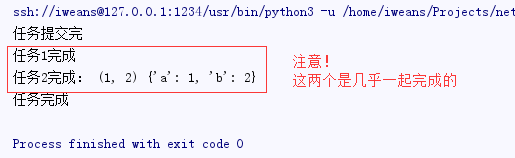 ssh://iweans@127.0.0.1:1234/usr/bin/python3 -u /home/iweans/Projects/net
任务提交完
任务1完成
任务2完成： (1, 2) {'a': 1, 'b': 2}
任务完成
注意！
这两个是几乎一起完成的
Process finished with exit code 0